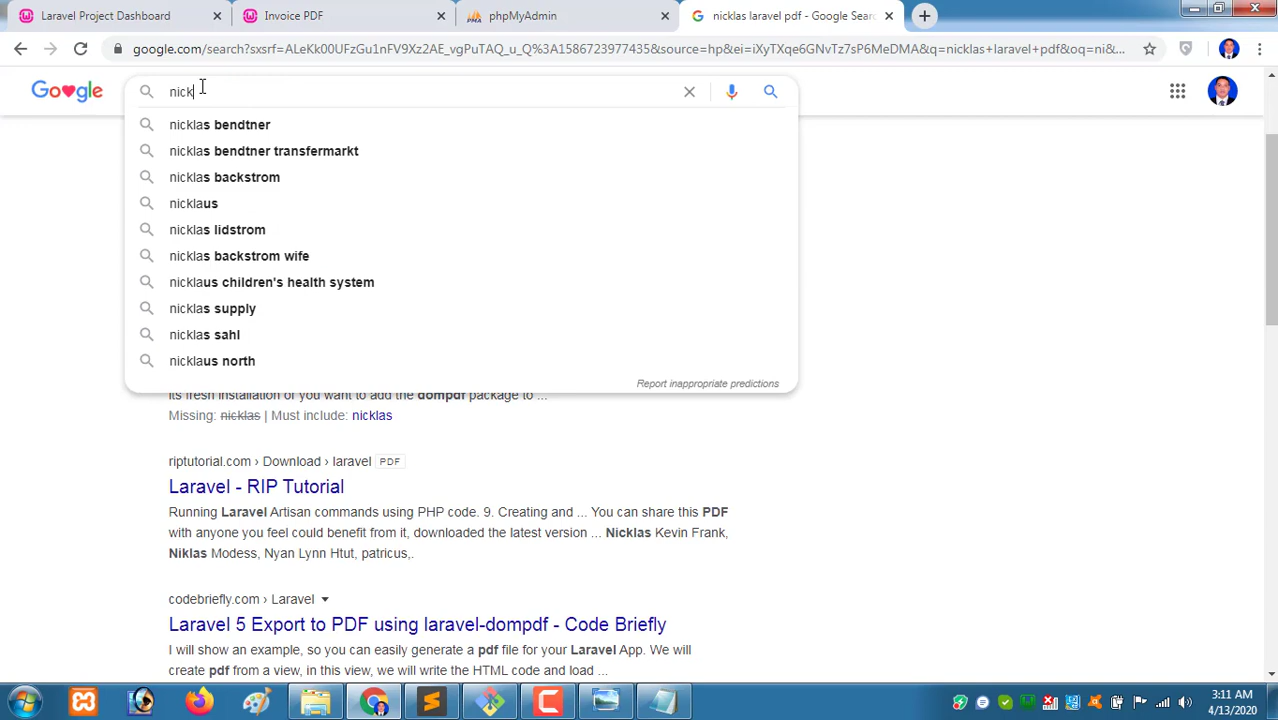 Laravel Project Dashboard
Invoice PDF
phpMyAdmin
nicklas laravel pdf - Google Sear
google.com/search?sxsrf=ALeKk00UFzGu1nFV9Xz2AE_vgPuTAQ_u_Q%3A1586723977435&source=hp&ei=iXyTXqe6GNvTz7sP6MeDMA&q=nicklas+laravel+pdf+&oq=ni&...
Google
nick
nicklas bendtner
nicklas bendtner transfermarkt
nicklas backstrom
nicklaus
nicklas lidstrom
nicklas backstrom wife
nicklaus children's health system
nicklas supply
nicklas sahl
nicklaus north
Report inappropriate predictions
its fresh installation or you want to add the dompdf package to ...
Missing: nicklas | Must include: nicklas
riptutorial.com › Download › laravel PDF
Laravel - RIP Tutorial
Running Laravel Artisan commands using PHP code. 9. Creating and ... You can share this PDF
with anyone you feel could benefit from it, downloaded the latest version ... Nicklas Kevin Frank,
Niklas Modess, Nyan Lynn Htut, patricus,.
codebriefly.com › Laravel
Laravel 5 Export to PDF using laravel-dompdf - Code Briefly
I will show an example, so you can easily generate a pdf file for your Laravel App. We will
create pdf from a view, in this view, we will write the HTML code and load ...
3:11 AM
4/13/2020